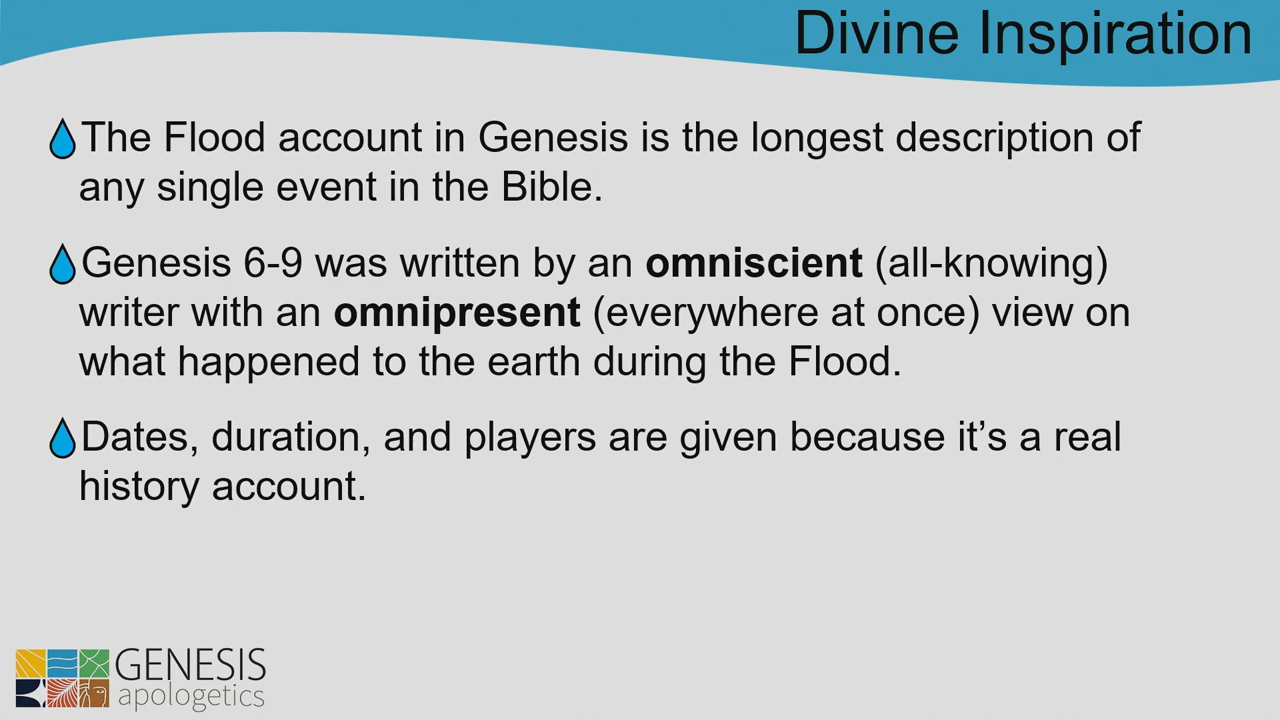 Divine Inspiration
The Flood account in Genesis is the longest description of
any single event in the Bible.
Genesis 6-9 was written by an omniscient (all-knowing)
writer with an omnipresent (everywhere at once) view on
what happened to the earth during the Flood.
Dates, duration, and players are given because it’s a real
history account.
GENESIS
apologetics